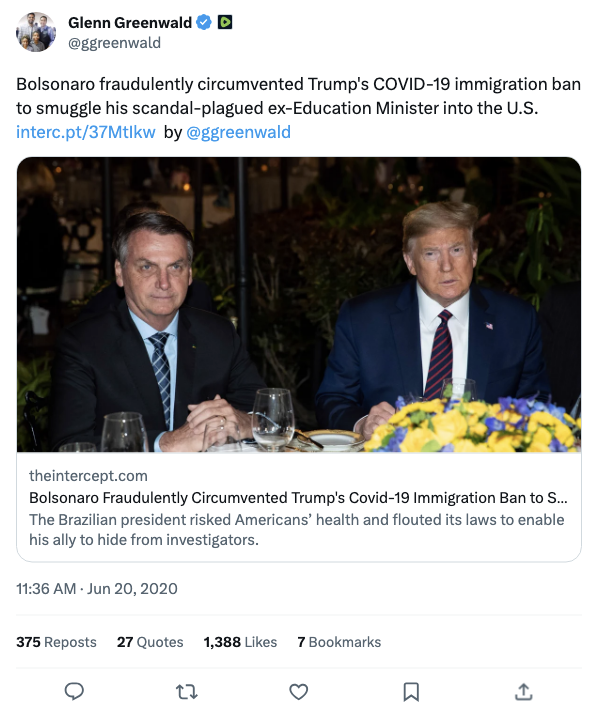 Glenn Greenwald
@ggreenwald
Bolsonaro fraudulently circumvented Trump's COVID-19 immigration ban
to smuggle his scandal-plagued ex-Education Minister into the U.S.
interc.pt/37MtIkw by @ggreenwald
theintercept.com
Bolsonaro Fraudulently Circumvented Trump's Covid-19 Immigration Ban to S...
The Brazilian president risked Americans’ health and flouted its laws to enable
his ally to hide from investigators.
11:36 AM · Jun 20, 2020
375 Reposts 27 Quotes 1,388 Likes 7 Bookmarks